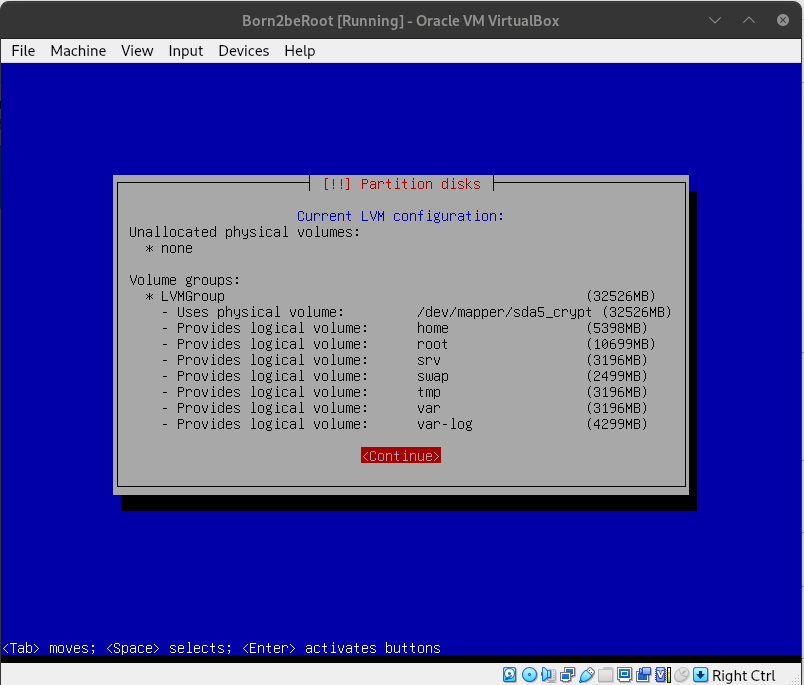 Born2beRoot [Running] - Oracle VM VirtualBox
File Machine View Input Devices Help
[!!] Partition disks
Current LVM configuration:
Unallocated physical volumes:
* none
Volume groups:
* LVMGroup (32526MB)
- Uses physical volume: /dev/mapper/sda5_crypt (32526MB)
- Provides logical volume: home (5398MB)
- Provides logical volume: root (10699MB)
- Provides logical volume: srv (3196MB)
- Provides logical volume: swap (2499MB)
- Provides logical volume: tmp (3196MB)
- Provides logical volume: var (3196MB)
- Provides logical volume: var-log (4299MB)
<Continue>
<Tab> moves; <Space> selects; <Enter> activates buttons
Right Ctrl